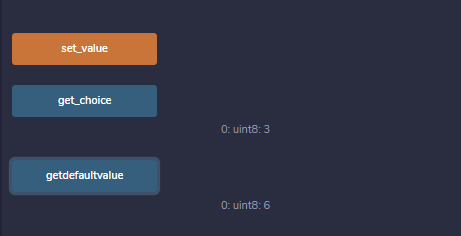 set_value
get_choice
0: uint8: 3
getdefaultvalue
0: uint8: 6